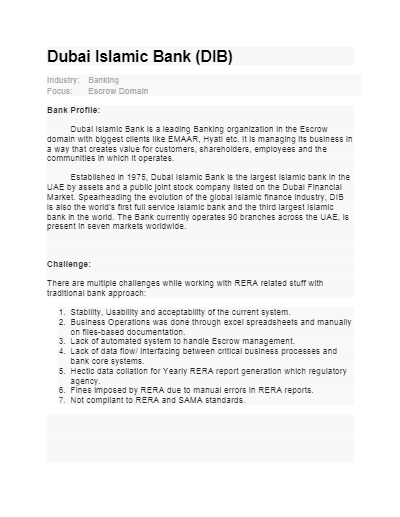 Dubai Islamic Bank (DIB)
Industry: Banking
Focus: Escrow Domain
Bank Profile:
Dubai Islamic Bank is a leading Banking organization in the Escrow
domain with biggest clients like EMAAR, Hyatt etc. It is managing its business in
a way that creates value for customers, shareholders, employees and the
communities in which it operates.
Established in 1975, Dubai Islamic Bank is the largest Islamic bank in the
UAE by assets and a public joint stock company listed on the Dubai Financial
Market. Spearheading the evolution of the global Islamic finance industry, DIB
is also the world's first full service Islamic bank and the third largest Islamic
bank in the world. The Bank currently operates 90 branches across the UAE, is
present in seven markets worldwide.
Challenge:
There are multiple challenges while working with RERA related stuff with
traditional bank approach:
1. Stability, Usability and acceptability of the current system.
2. Business Operations was done through excel spreadsheets and manually
on files-based documentation.
3. Lack of automated system to handle Escrow management.
4. Lack of data flow/ interfacing between critical business processes and
bank core systems.
5. Hectic data collation for Yearly RERA report generation which regulatory
agency.
6. Fines imposed by RERA due to manual errors in RERA reports.
7. Not compliant to RERA and SAMA standards.